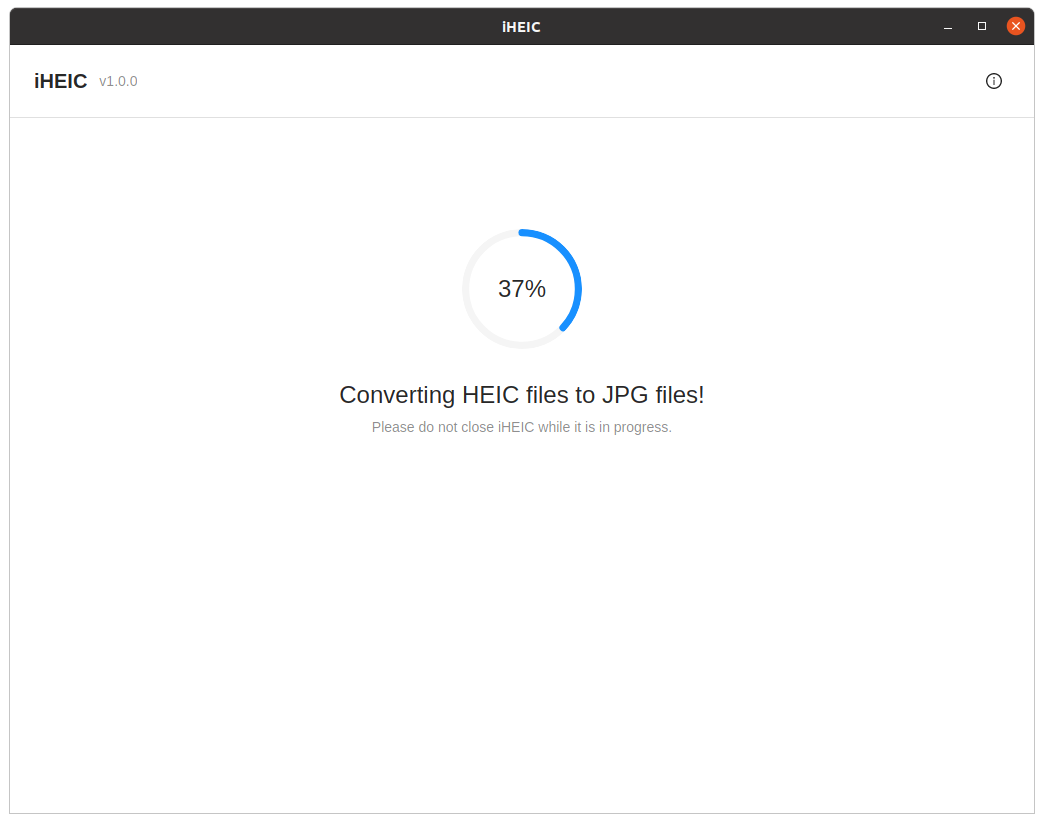 iHEIC
iHEIC v1.0.0
37%
Converting HEIC files to JPG files!
Please do not close iHEIC while it is in progress.